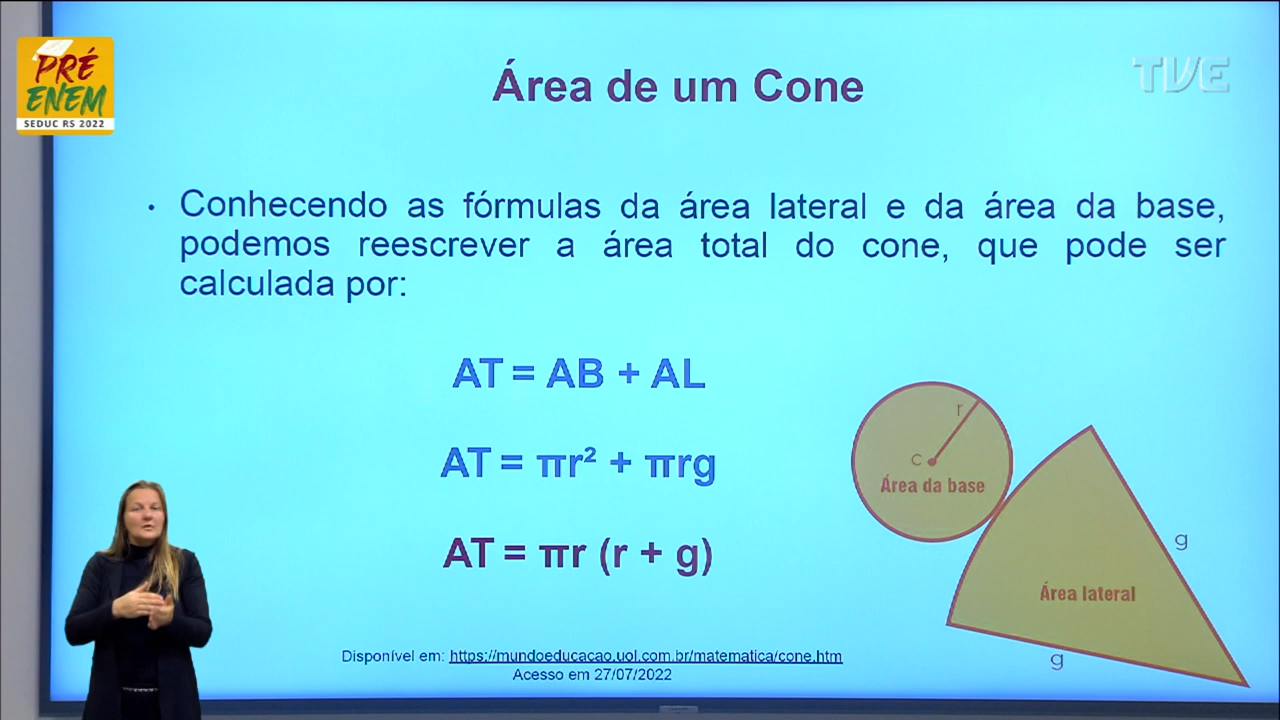 PRÉ
ENEM
SEDUC RS 2022
TVE
Área de um Cone
• Conhecendo as fórmulas da área lateral e da área da base,
podemos reescrever a área total do cone, que pode ser
calculada por:
AT = AB + AL
AT = πr² + πrg
AT = πr (r + g)
r
C
Área da base
g
Área lateral
g
Disponível em: https://mundoeducacao.uol.com.br/matematica/cone.htm
Acesso em 27/07/2022